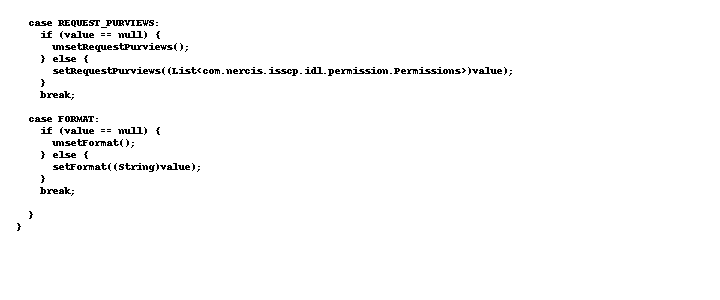 case REQUEST_PURVIEWS:
if (value == null) {
unsetRequestPurviews();
} else {
setRequestPurviews((List<com.nercis.isscp.idl.permission.Permissions>)value);
}
break;
case FORMAT:
if (value == null) {
unsetFormat();
} else {
setFormat((String)value);
}
break;
}
}